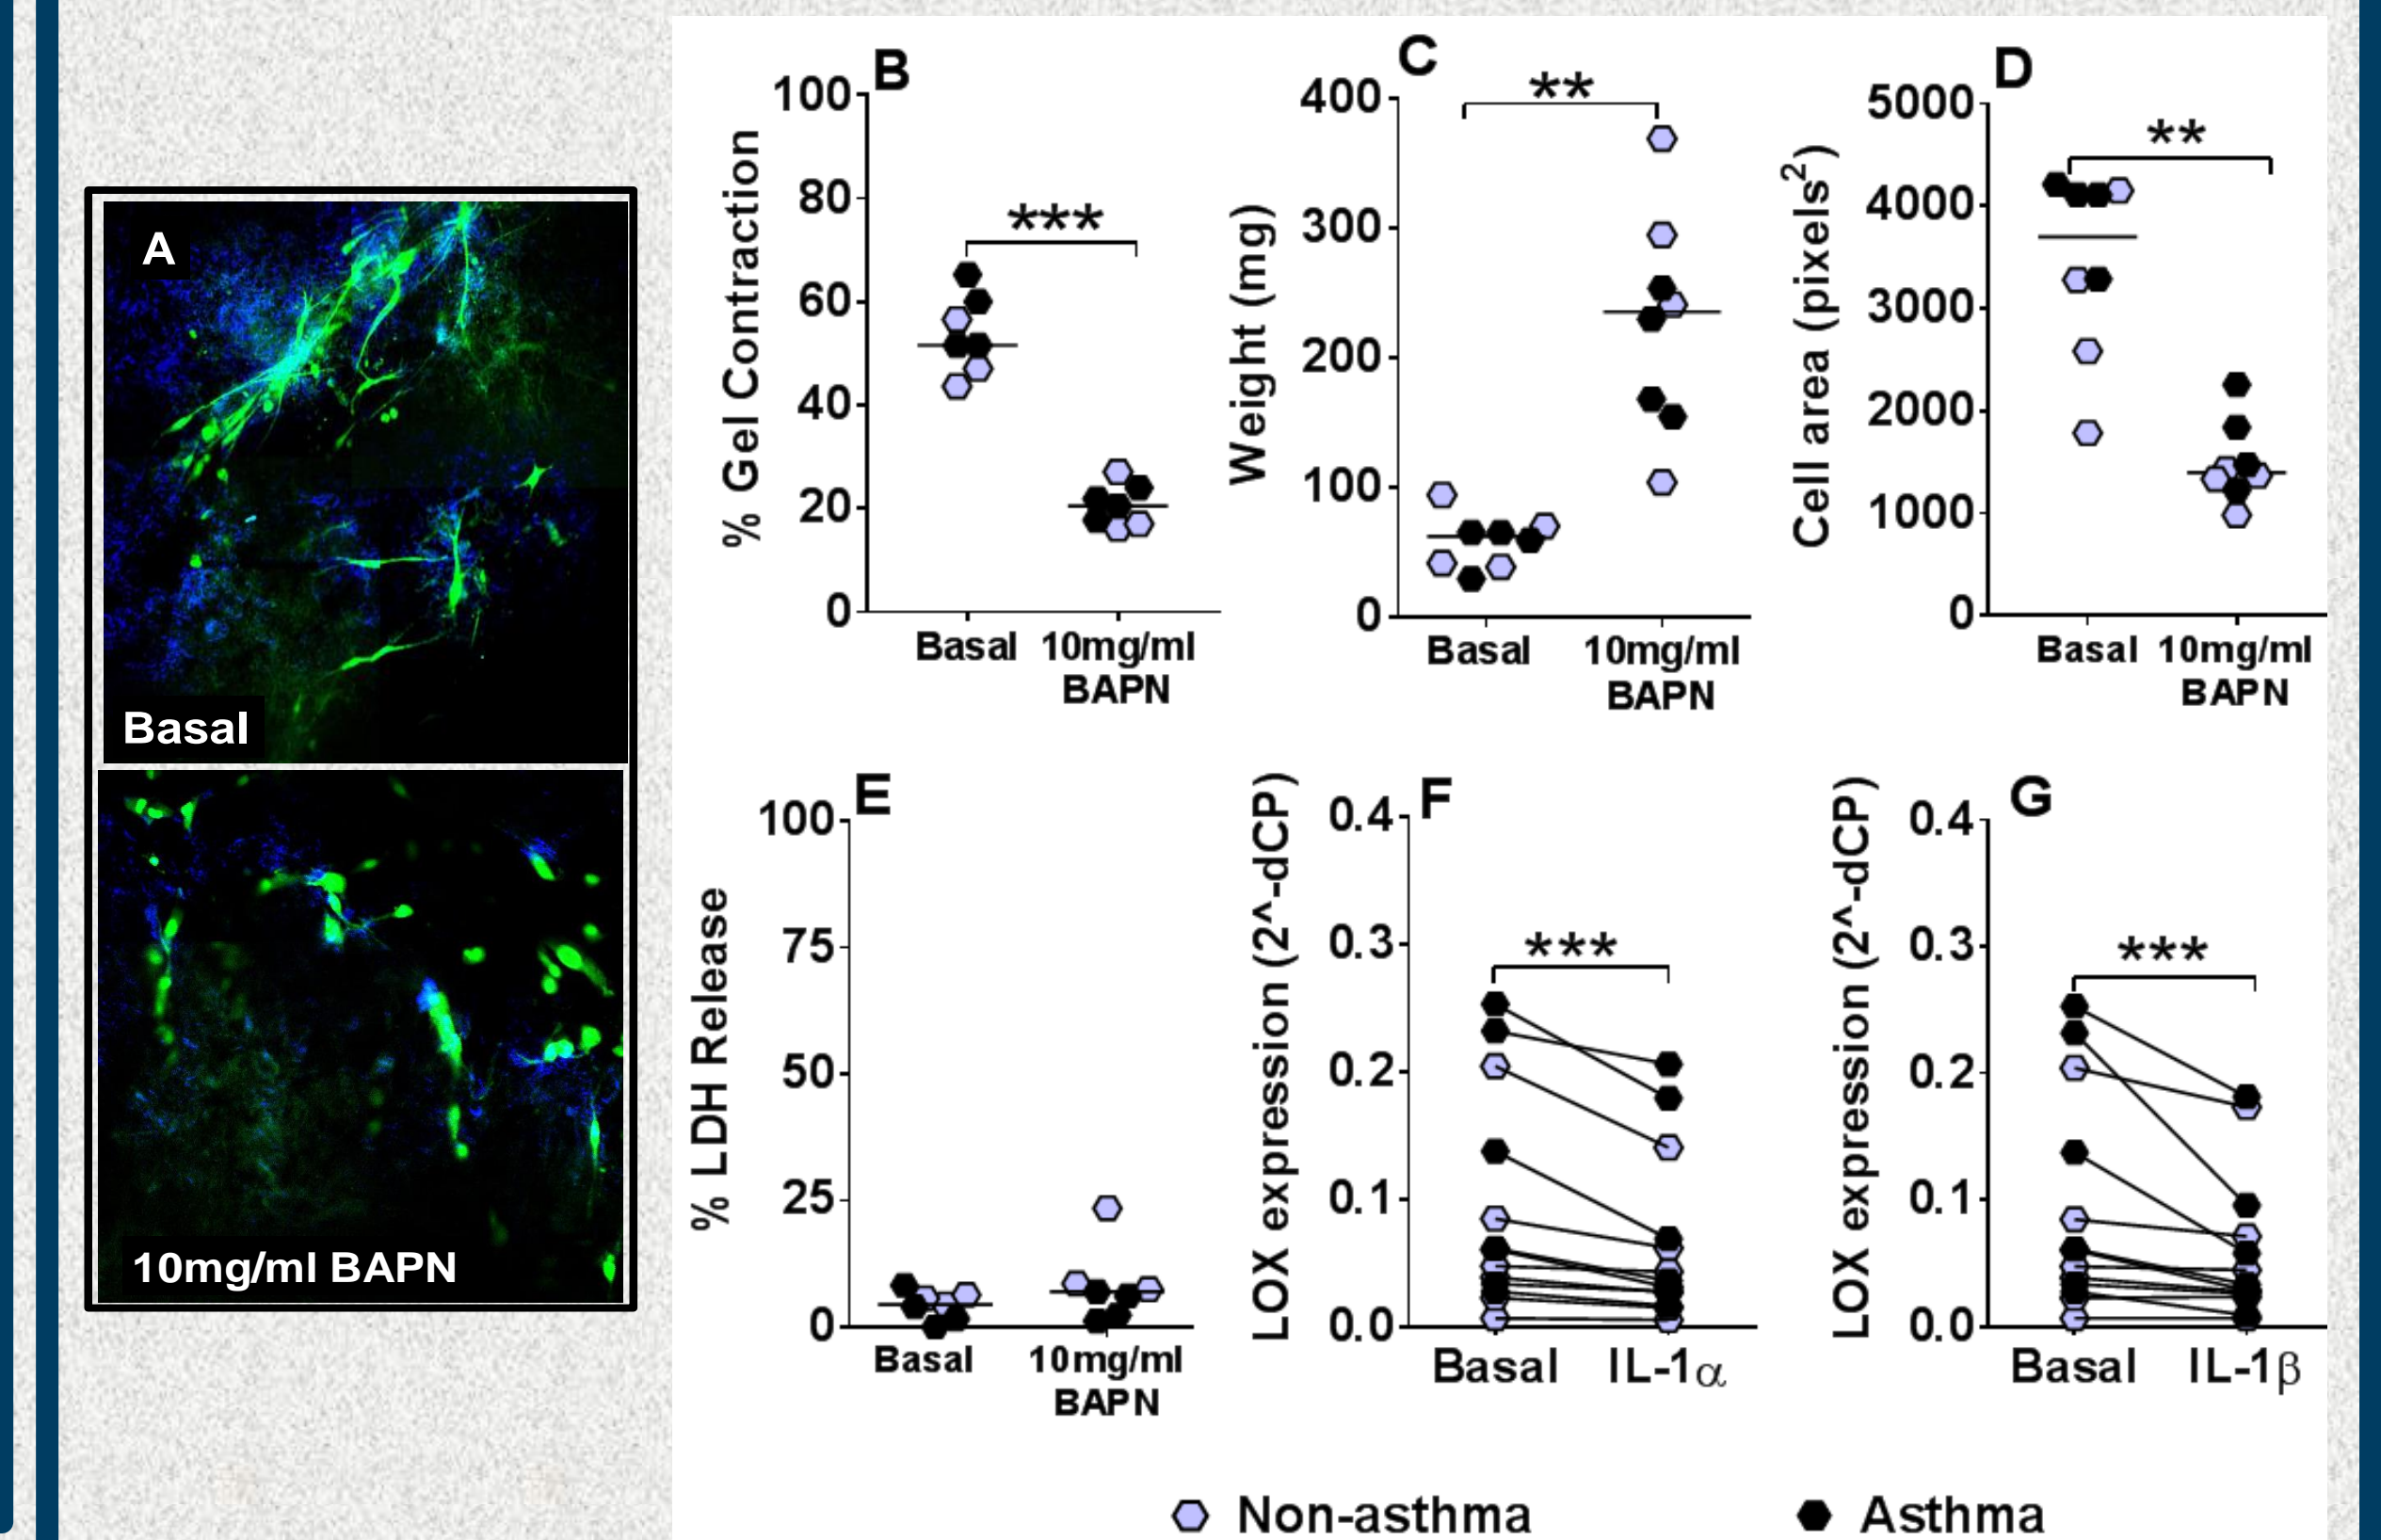 A
Basal
10mg/ml BAPN
B
% Gel Contraction
100
80
60
40
20
0
***
Basal
10mg/ml
BAPN
C
Weight (mg)
400
300
200
100
0
**
Basal
10mg/ml
BAPN
D
Cell area (pixels²)
5000
4000
3000
2000
1000
0
**
Basal
10mg/ml
BAPN
E
% LDH Release
100
75
50
25
0
Basal
10mg/ml
BAPN
F
LOX expression (2^-dCP)
0.4
0.3
0.2
0.1
0.0
***
Basal
IL-1α
G
LOX expression (2^-dCP)
0.4
0.3
0.2
0.1
0.0
***
Basal
IL-1β
Non-asthma
Asthma